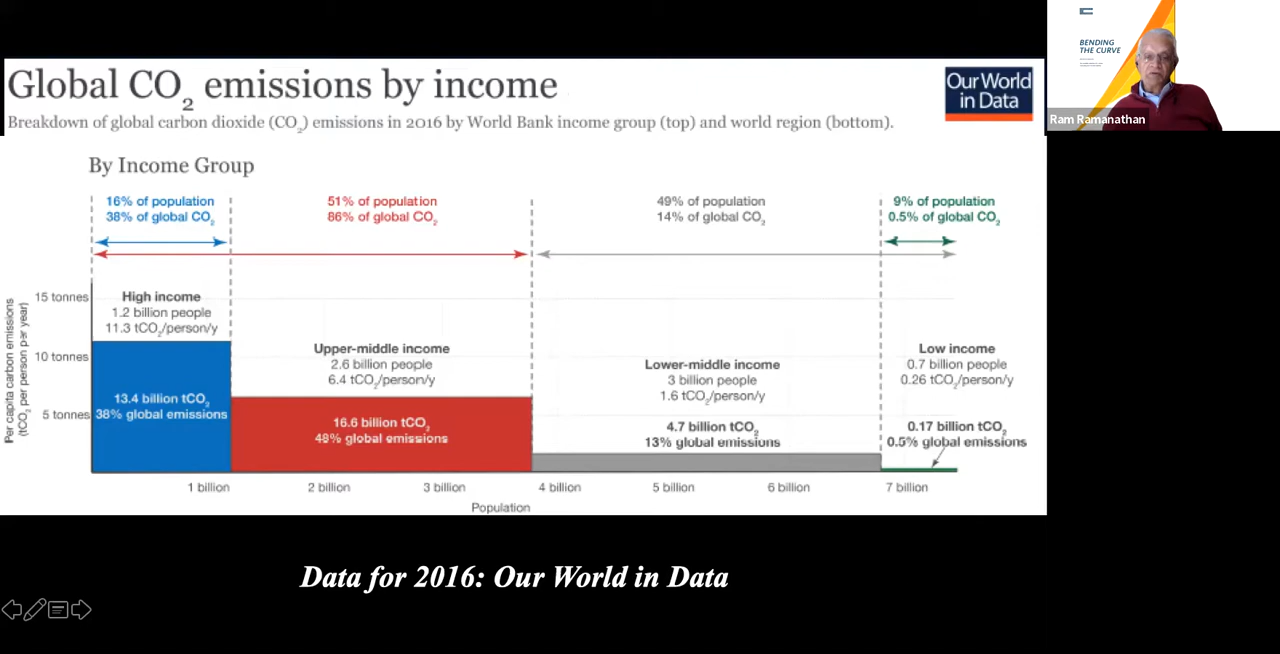 Global CO₂ emissions by income
Breakdown of global carbon dioxide (CO₂) emissions in 2016 by World Bank income group (top) and world region (bottom).
Our World
in Data
BENDING
THE CURVE
Ram Ramanathan
By Income Group
16% of population
38% of global CO₂
51% of population
86% of global CO₂
49% of population
14% of global CO₂
9% of population
0.5% of global CO₂
Per capita carbon emissions
(tCO₂ per person per year)
15 tonnes
10 tonnes
5 tonnes
High income
1.2 billion people
11.3 tCO₂/person/y
13.4 billion tCO₂
38% global emissions
Upper-middle income
2.6 billion people
6.4 tCO₂/person/y
16.6 billion tCO₂
48% global emissions
Lower-middle income
3 billion people
1.6 tCO₂/person/y
4.7 billion tCO₂
13% global emissions
Low income
0.7 billion people
0.26 tCO₂/person/y
0.17 billion tCO₂
0.5% global emissions
1 billion
2 billion
3 billion
4 billion
5 billion
6 billion
7 billion
Population
Data for 2016: Our World in Data